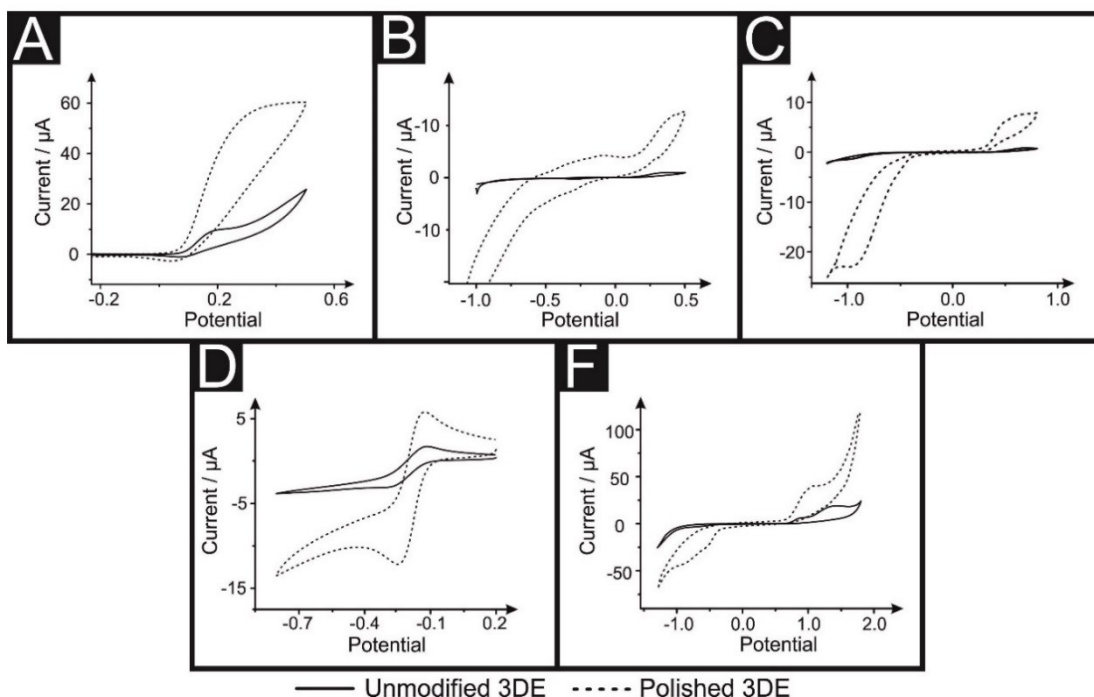 A
Current / µA
60
40
20
0
-0.2
0.2
0.6
Potential
B
Current / µA
-10
0
-10
-1.0
-0.5
0.0
0.5
Potential
C
Current / µA
10
0
-10
-20
-1.0
0.0
1.0
Potential
D
Current / µA
5
-5
-15
-0.7
-0.4
-0.1
0.2
Potential
F
Current / µA
100
50
25
0
-50
-1.0
0.0
1.0
2.0
Potential
Unmodified 3DE
Polished 3DE